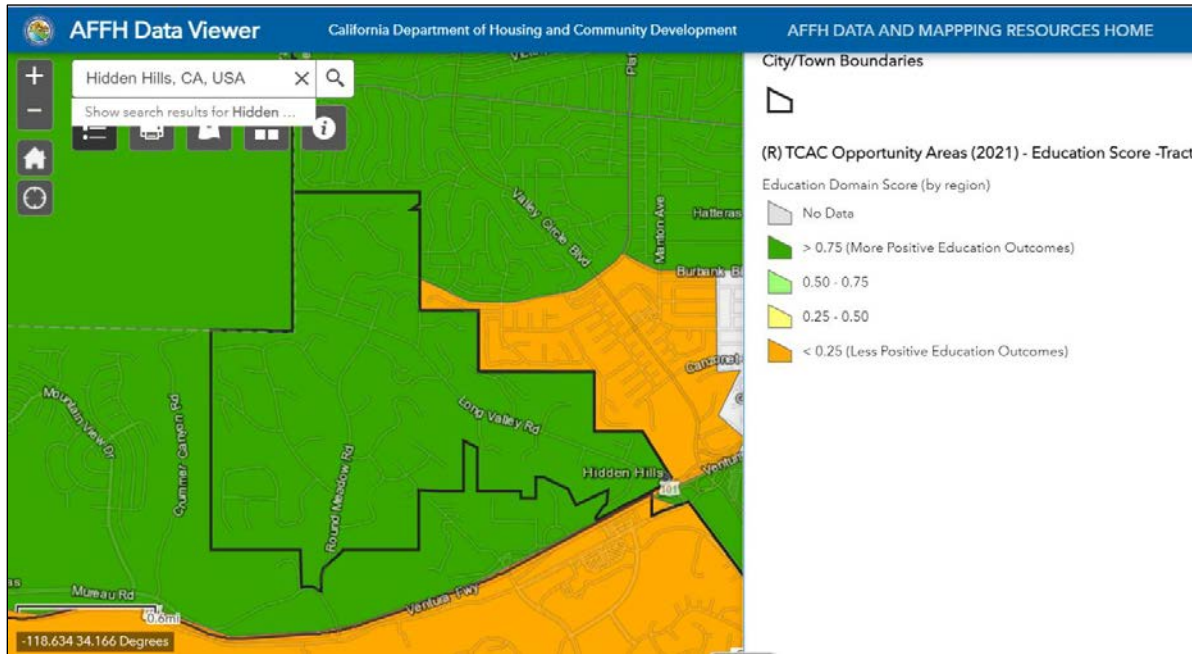 AFFH Data Viewer
California Department of Housing and Community Development
AFFH DATA AND MAPPPING RESOURCES HOME
Hidden Hills, CA, USA
Show search results for Hidden ...
City/Town Boundaries
(R) TCAC Opportunity Areas (2021) - Education Score -Tract
Education Domain Score (by region)
No Data
> 0.75 (More Positive Education Outcomes)
0.50 - 0.75
0.25 - 0.50
< 0.25 (Less Positive Education Outcomes)
Valley Circle Blvd
Manton Ave
Hatteras
Burbank Bl
Long Valley Rd
Mountain View Dr
Crummer Canyon Rd
Round Meadow Rd
Hidden Hills
101
Ventura
Ventura Fwy
Mureau Rd
0.6mi
-118.634 34.166 Degrees